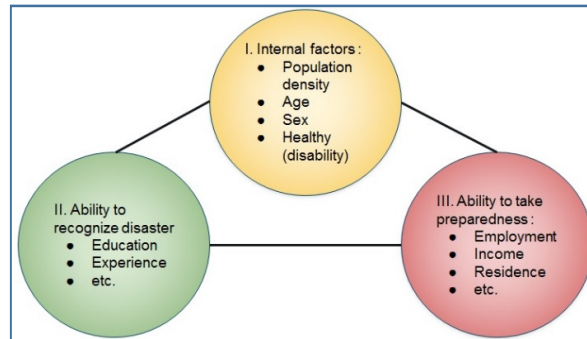 I. Internal factors :
● Population
density
● Age
● Sex
● Healthy
(disability)
II. Ability to
recognize disaster
● Education
● Experience
● etc.
III. Ability to take
preparedness :
● Employment
● Income
● Residence
● etc.